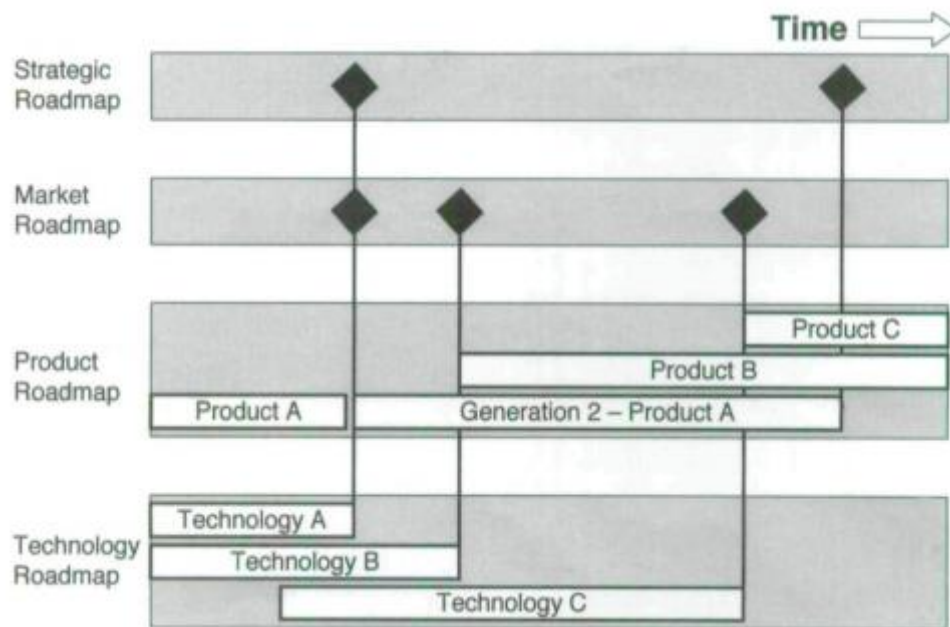 Time
Strategic
Roadmap
Market
Roadmap
Product
Roadmap
Product C
Product B
Product A
Generation 2 – Product A
Technology
Roadmap
Technology A
Technology B
Technology C